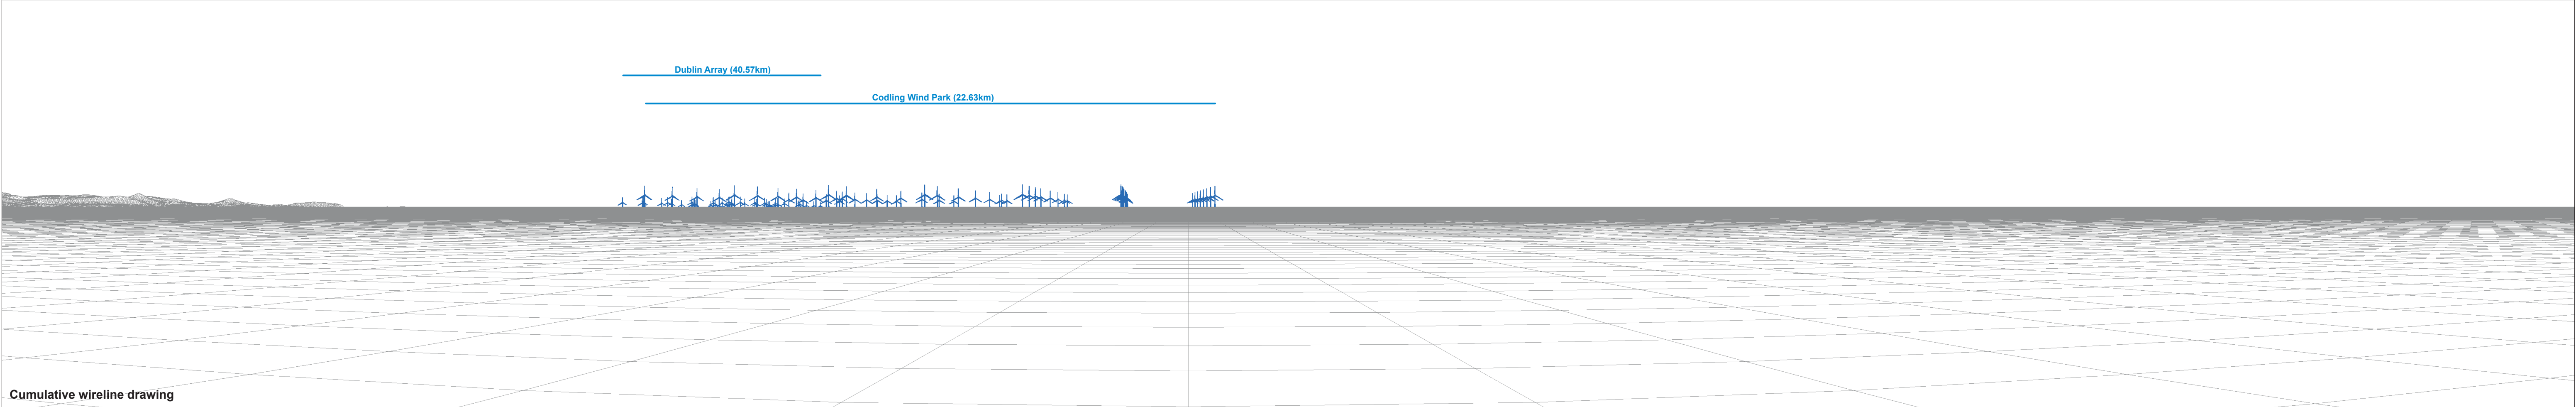 Dublin Array (40.57km)
Codling Wind Park (22.63km)
Cumulative wireline drawing